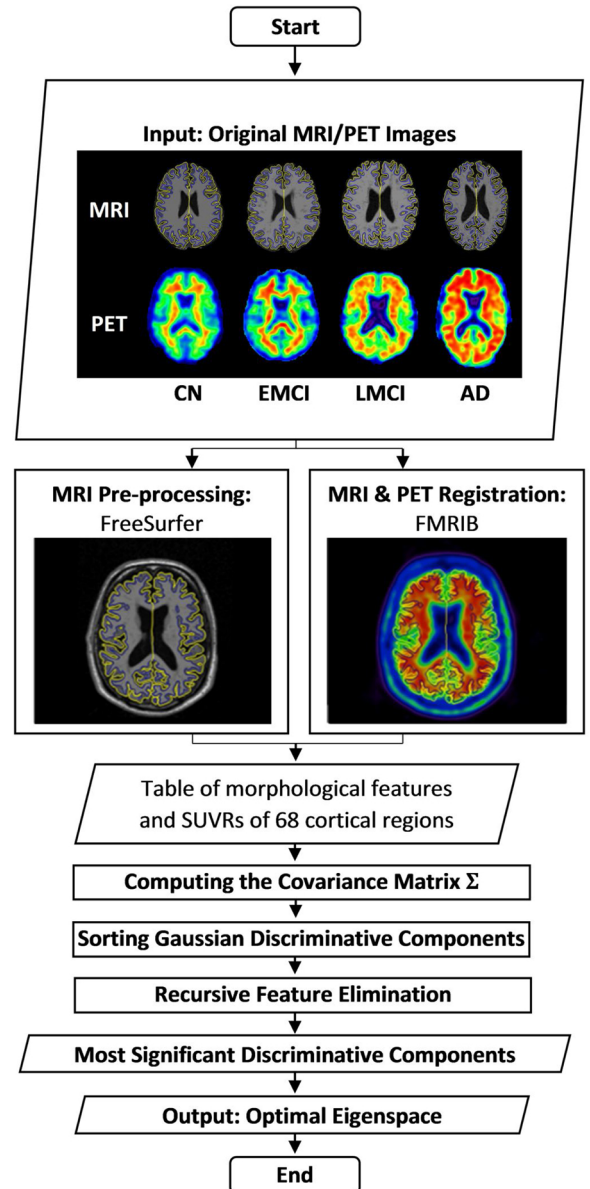 Start
Input: Original MRI/PET Images
MRI
PET
CN EMCI LMCI AD
MRI Pre-processing:
FreeSurfer
MRI & PET Registration:
FMRIB
Table of morphological features
and SUVRs of 68 cortical regions
Computing the Covariance Matrix Σ
Sorting Gaussian Discriminative Components
Recursive Feature Elimination
Most Significant Discriminative Components
Output: Optimal Eigenspace
End